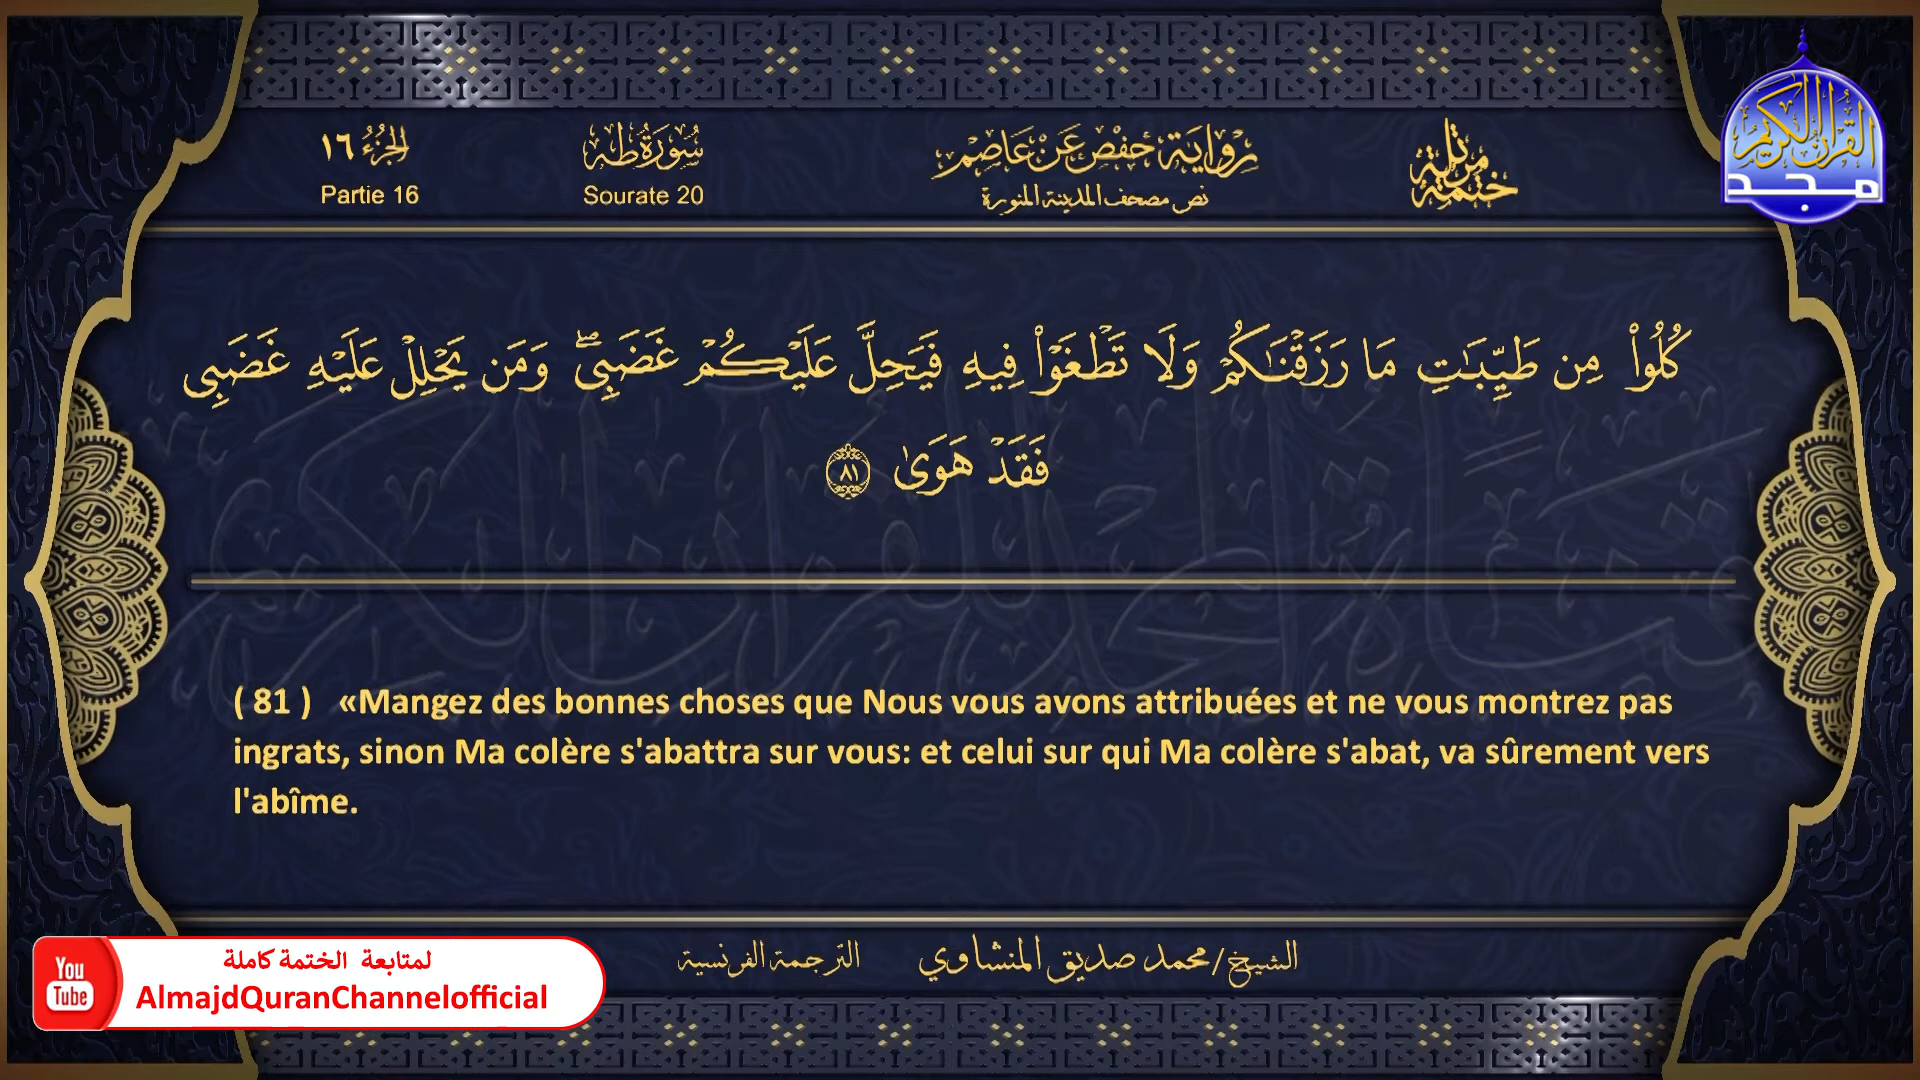 الجزء ١٦
Partie 16
سورة طه
Sourate 20
رواية حفص عن عاصم
نص مصحف المدينة المنورة
ختمة مرتلة
القرآن الكريم
مجد
كُلُوا۟ مِن طَيِّبَـٰتِ مَا رَزَقْنَـٰكُمْ وَلَا تَطْغَوْا۟ فِيهِ فَيَحِلَّ عَلَيْكُمْ غَضَبِىۖ وَمَن يَحْلِلْ عَلَيْهِ غَضَبِى
فَقَدْ هَوَىٰ ٨١
( 81 ) «Mangez des bonnes choses que Nous vous avons attribuées et ne vous montrez pas
ingrats, sinon Ma colère s'abattra sur vous: et celui sur qui Ma colère s'abat, va sûrement vers
l'abîme.
الشيخ/محمد صديق المنشاوي
الترجمة الفرنسية
You
Tube
لمتابعة الختمة كاملة
AlmajdQuranChannelofficial